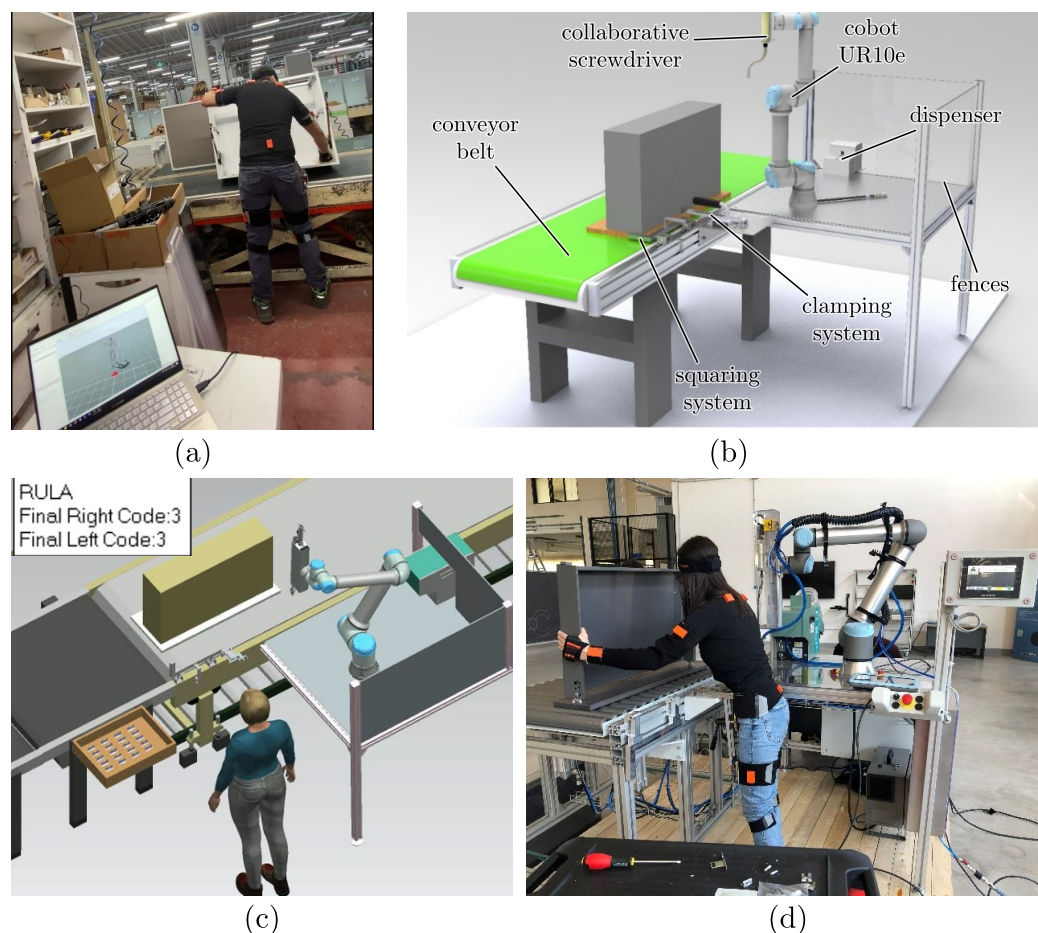 collaborative
screwdriver
cobot
UR10e
dispenser
conveyor
belt
fences
clamping
system
squaring
system
(a)
(b)
RULA
Final Right Code:3
Final Left Code:3
(c)
(d)